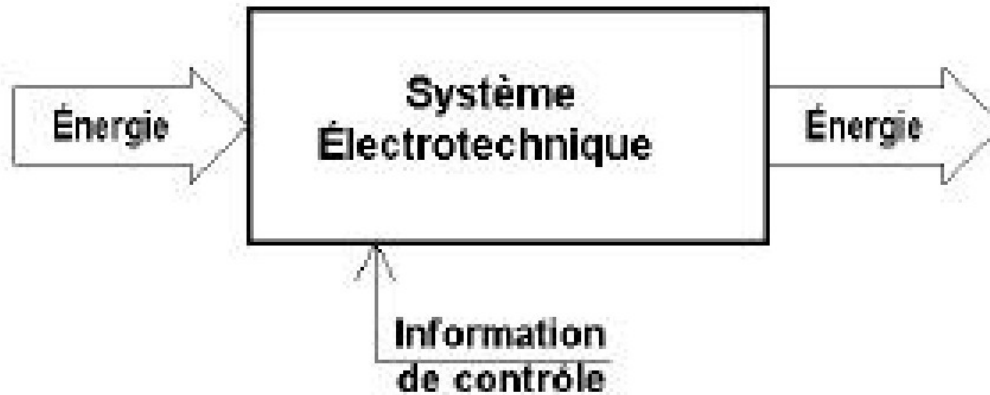 Énergie
Système
Électrotechnique
Énergie
Information
de contrôle